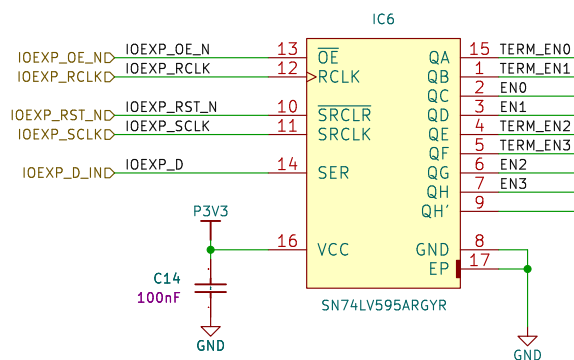 IC6
IOEXP_OE_N IOEXP_OE_N 13 OE QA 15 TERM_EN0
IOEXP_RCLK IOEXP_RCLK 12 RCLK QB 1 TERM_EN1
QC 2 EN0
IOEXP_RST_N IOEXP_RST_N 10 SRCLR QD 3 EN1
IOEXP_SCLK IOEXP_SCLK 11 SRCLK QE 4 TERM_EN2
QF 5 TERM_EN3
IOEXP_D_IN IOEXP_D 14 SER QG 6 EN2
QH 7 EN3
QH' 9
P3V3
16 VCC GND 8
EP 17
C14
100nF
SN74LV595ARGYR
GND
GND